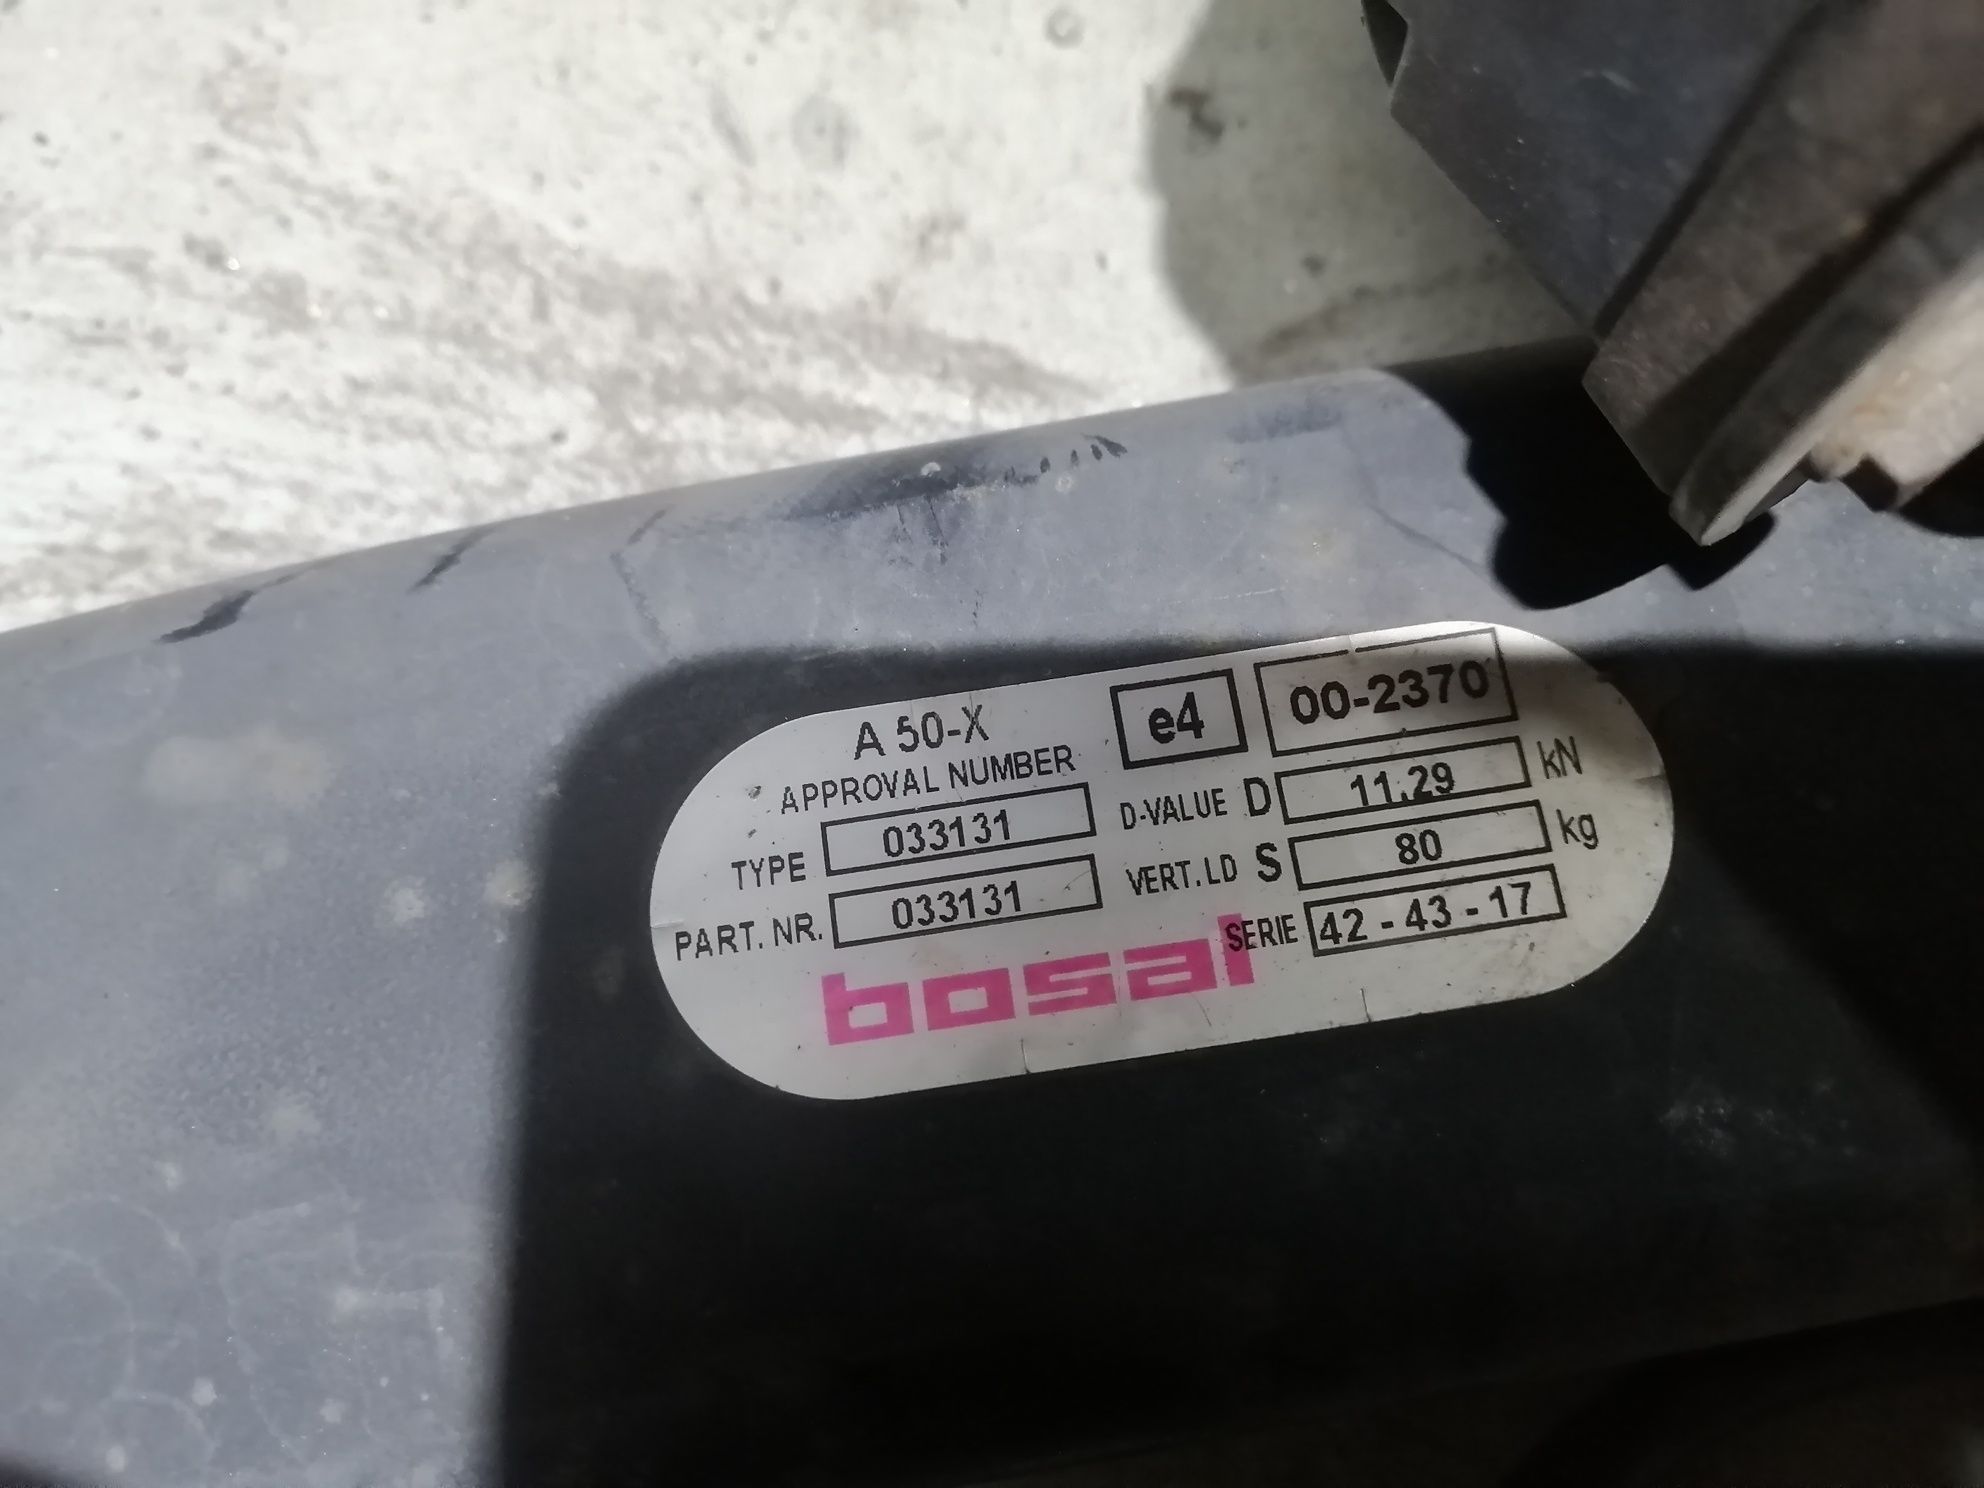 A 50-X e4 00-2370
APPROVAL NUMBER
D-VALUE D 11.29 kN
TYPE 033131
VERT.LD S 80 kg
PART. NR. 033131
SERIE 42 - 43 - 17
bosal